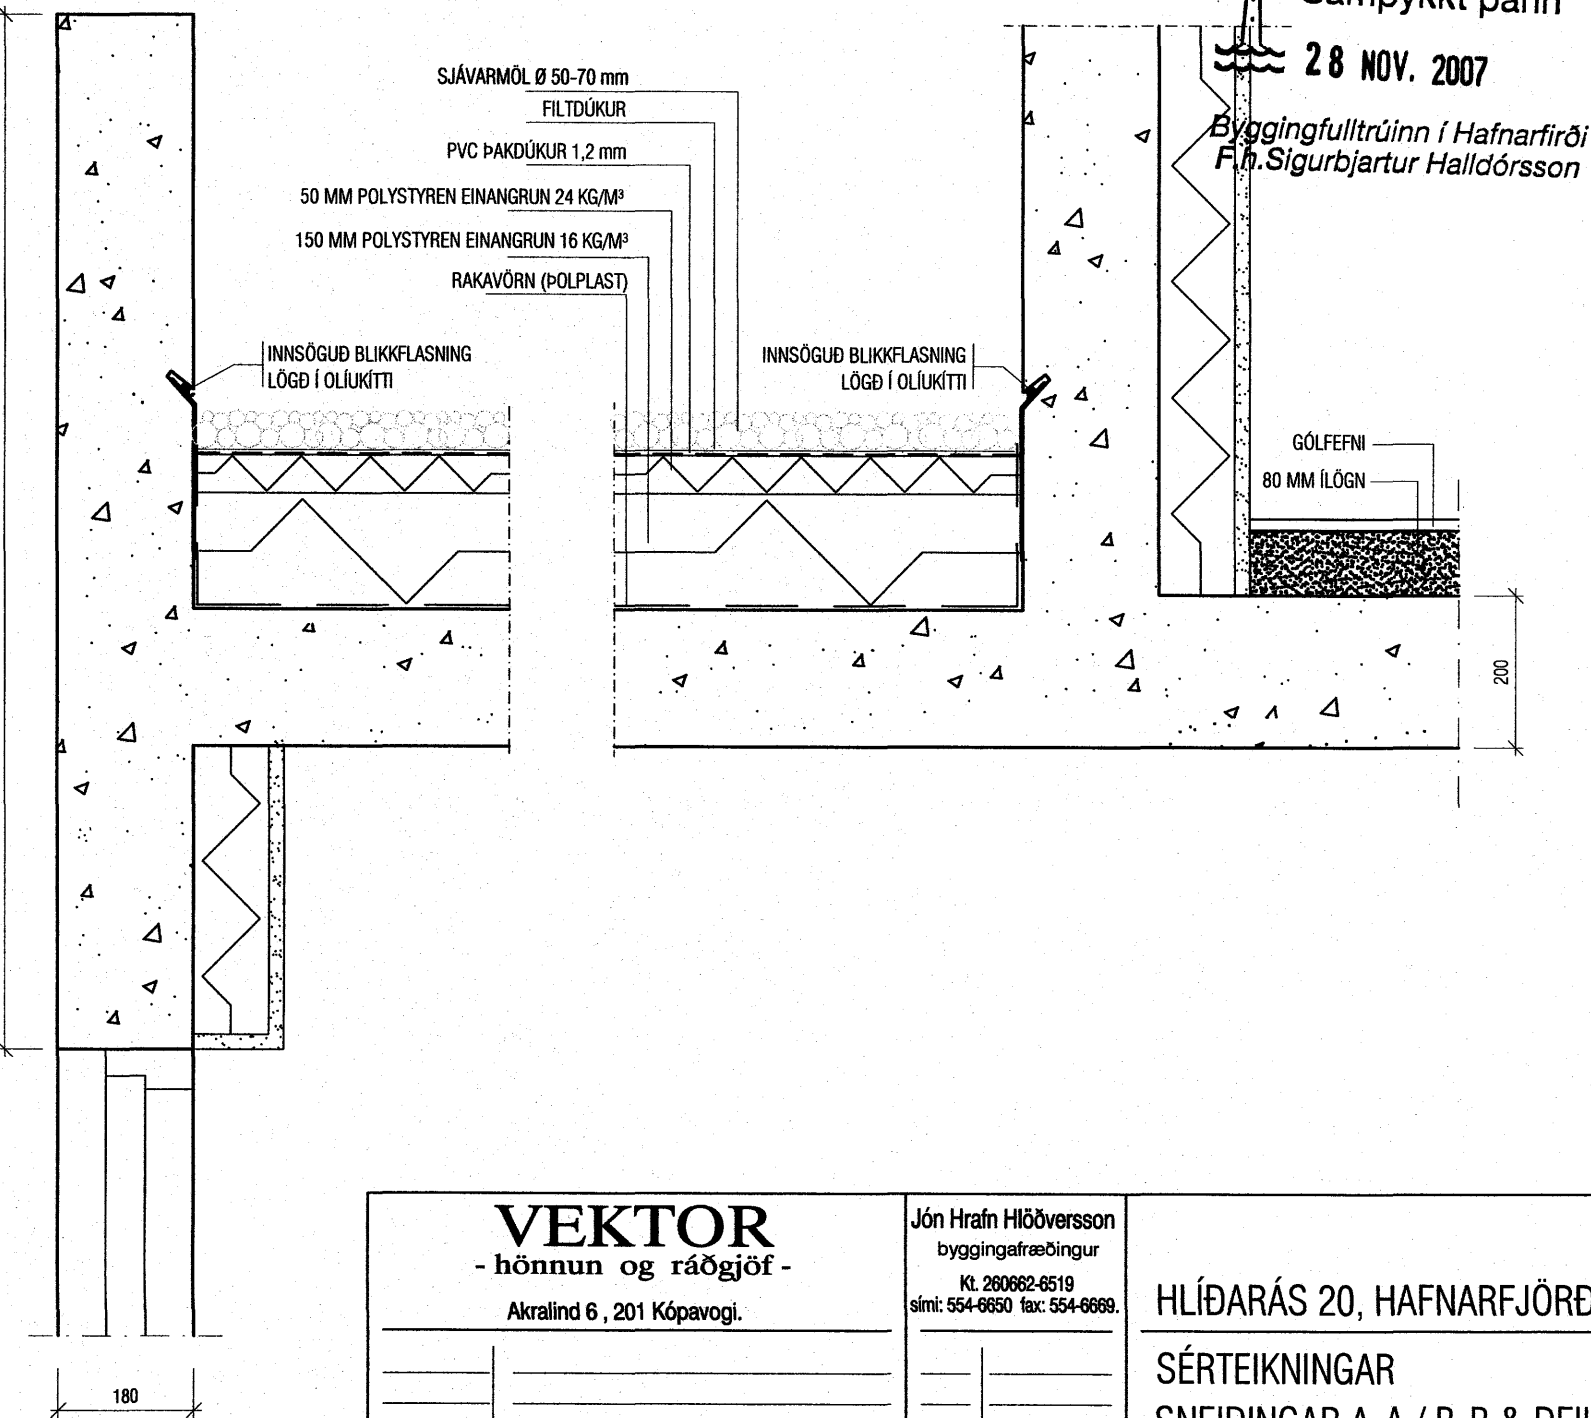 Samþykkt þann
28 NOV. 2007
Byggingfulltrúinn í Hafnarfirði
F.h.Sigurbjartur Halldórsson
SJÁVARMÖL Ø 50-70 mm
FILTDÚKUR
PVC ÞAKDÚKUR 1,2 mm
50 MM POLYSTYREN EINANGRUN 24 KG/M³
150 MM POLYSTYREN EINANGRUN 16 KG/M³
RAKAVÖRN (ÞOLPLAST)
INNSÖGUÐ BLIKKFLASNING
LÖGÐ Í OLÍUKÍTTI
INNSÖGUÐ BLIKKFLASNING
LÖGÐ Í OLÍUKÍTTI
GÓLFEFNI
80 MM ÍLÖGN
200
180
VEKTOR
- hönnun og ráðgjöf -
Akralind 6 , 201 Kópavogi.
Jón Hrafn Hlöðversson
byggingafræðingur
Kt. 260662-6519
sími: 554-6650 fax: 554-6669.
HLÍÐARÁS 20, HAFNARFJÖRÐ
SÉRTEIKNINGAR
SNEIÐINGAR A-A / B-B & DEIL